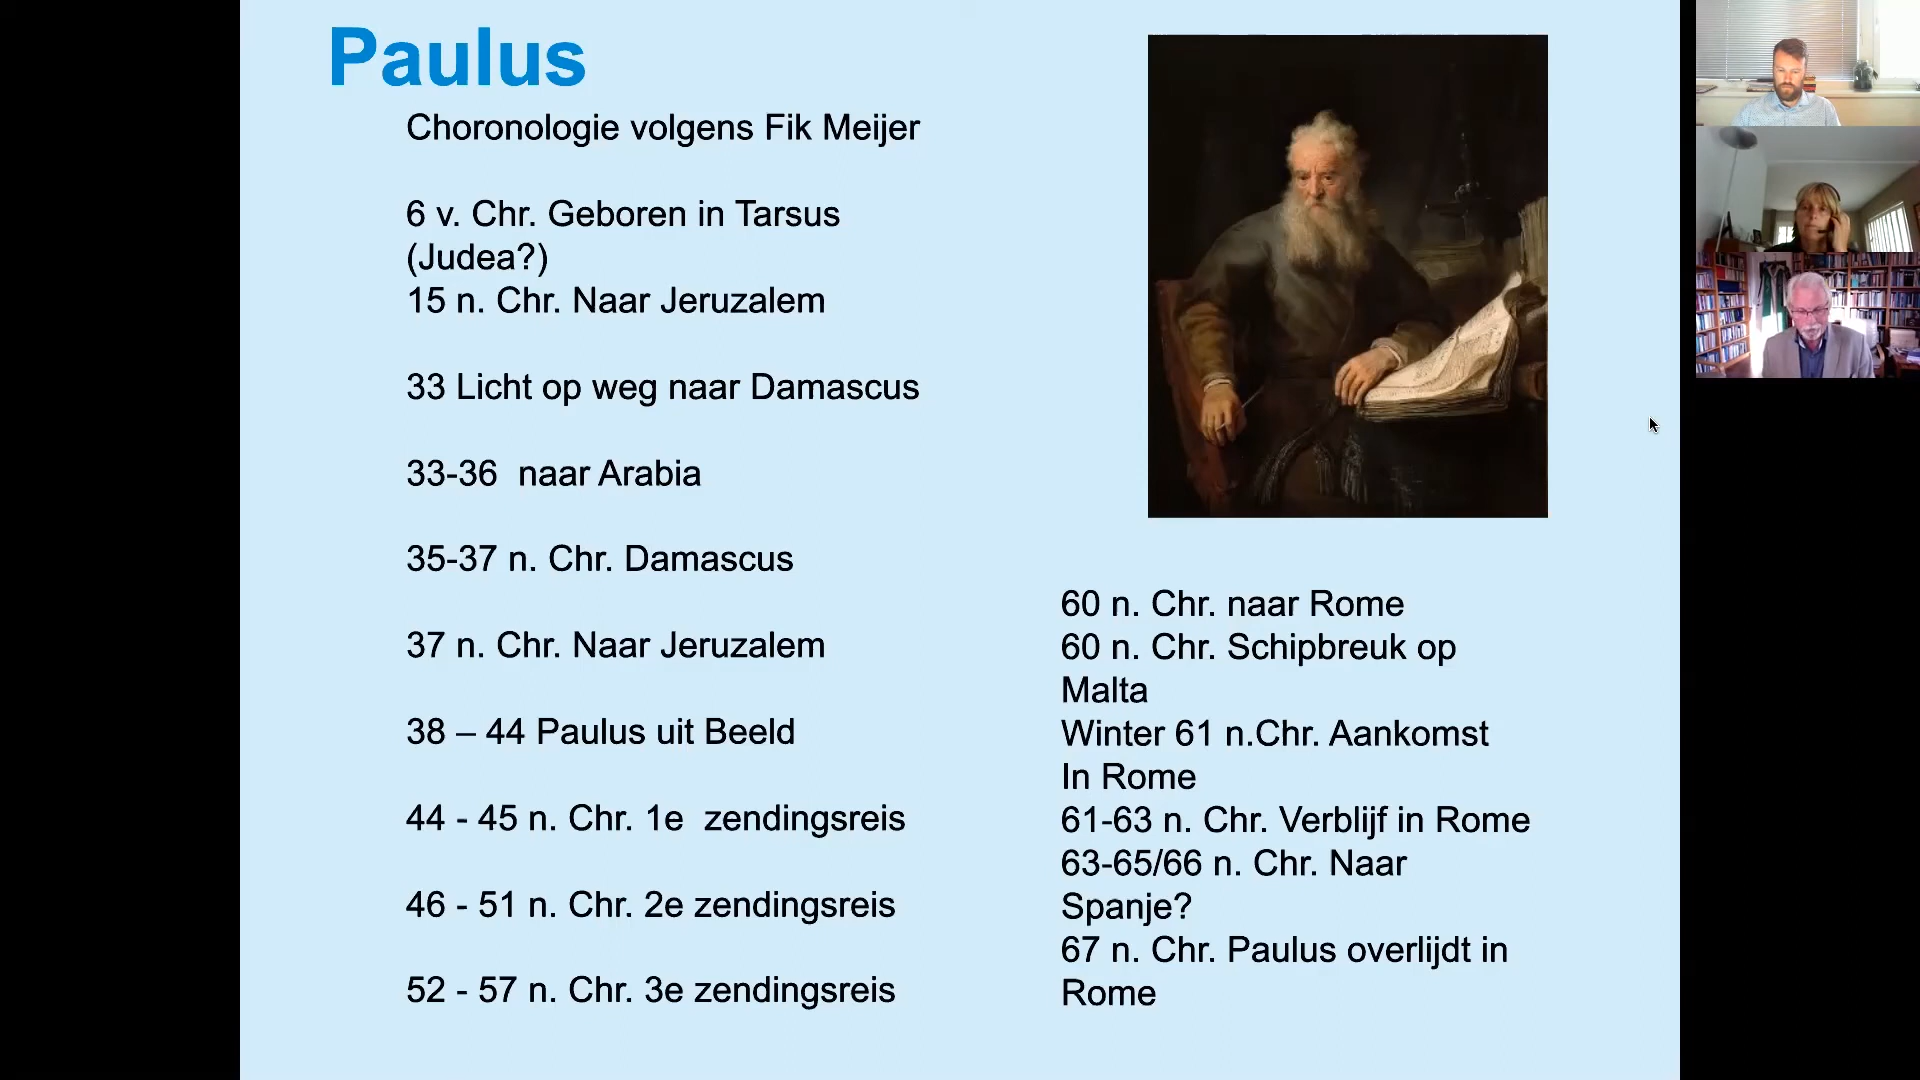 Paulus
Choronologie volgens Fik Meijer
6 v. Chr. Geboren in Tarsus
(Judea?)
15 n. Chr. Naar Jeruzalem
33 Licht op weg naar Damascus
33-36  naar Arabia
35-37 n. Chr. Damascus
37 n. Chr. Naar Jeruzalem
38 – 44 Paulus uit Beeld
44 - 45 n. Chr. 1e  zendingsreis
46 - 51 n. Chr. 2e zendingsreis
52 - 57 n. Chr. 3e zendingsreis
60 n. Chr. naar Rome
60 n. Chr. Schipbreuk op
Malta
Winter 61 n.Chr. Aankomst
In Rome
61-63 n. Chr. Verblijf in Rome
63-65/66 n. Chr. Naar
Spanje?
67 n. Chr. Paulus overlijdt in
Rome